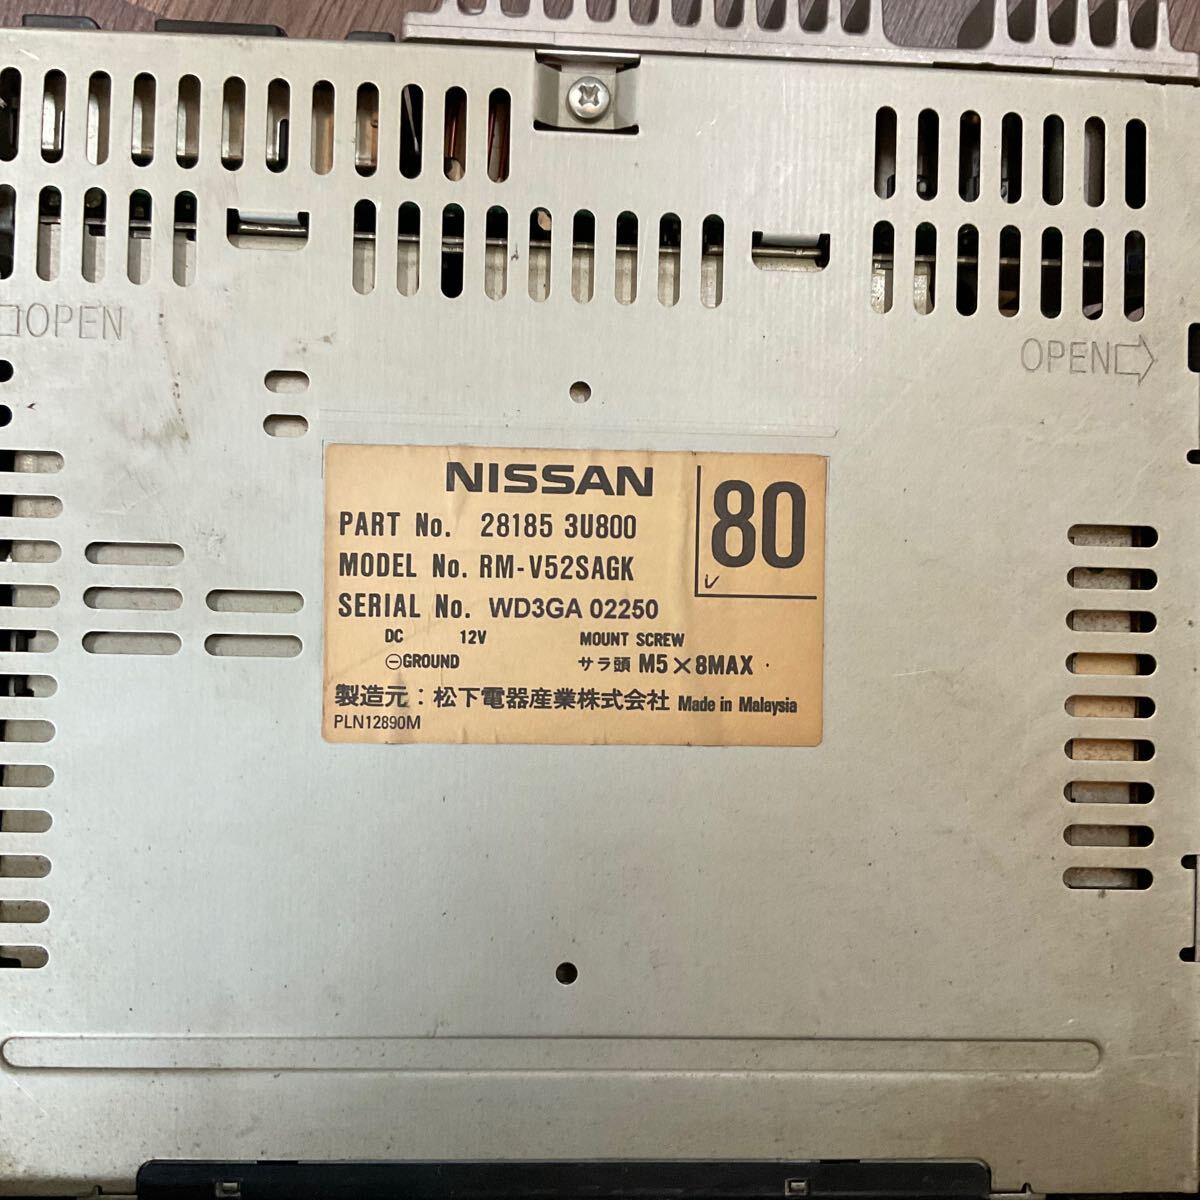 OPEN
OPEN
NISSAN
80
PART No. 28185 3U800
MODEL No. RM-V52SAGK
SERIAL No. WD3GA 02250
DC 12V MOUNT SCREW
⊖GROUND サラ頭 M5×8MAX
製造元：松下電器産業株式会社 Made in Malaysia
PLN12890M